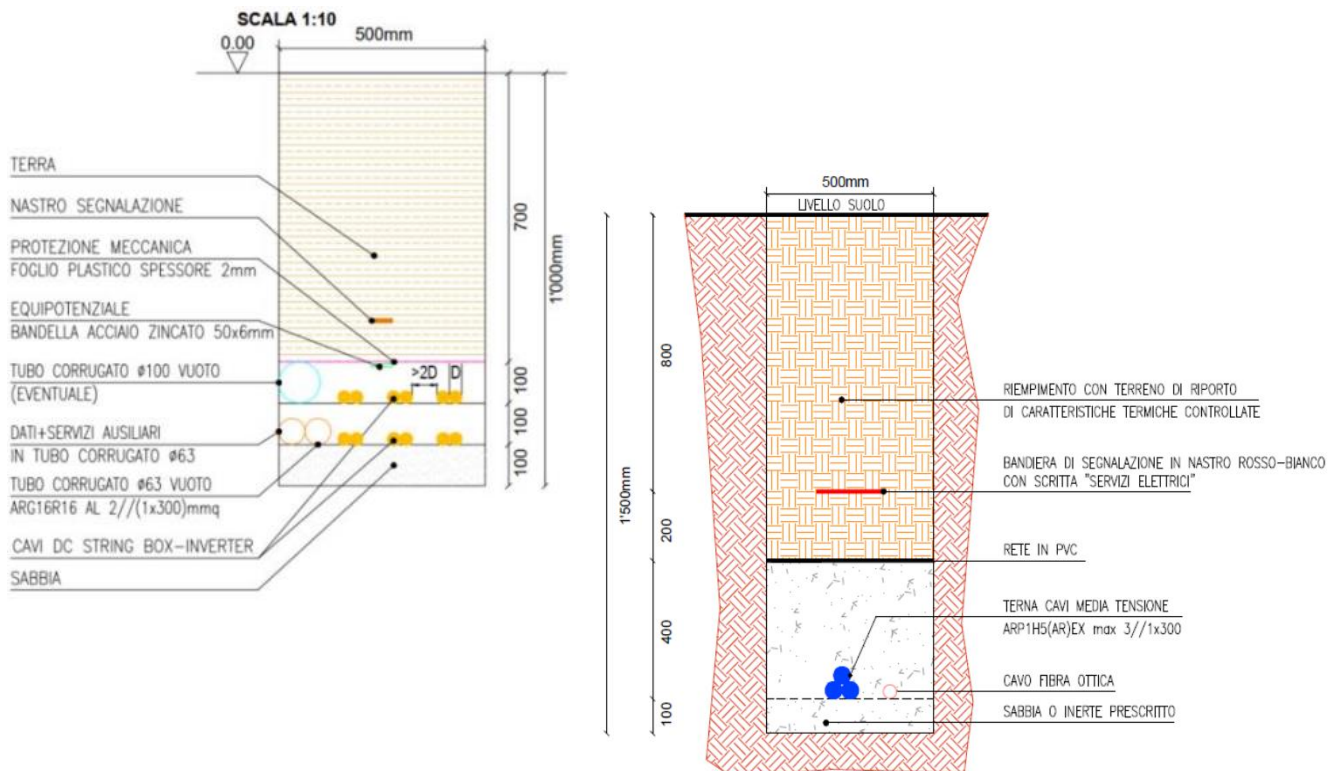 SCALA 1:10
500mm
0.00
TERRA
NASTRO SEGNALAZIONE
PROTEZIONE MECCANICA
FOGLIO PLASTICO SPESSORE 2mm
EQUIPOTENZIALE
BANDELLA ACCIAIO ZINCATO 50x6mm
TUBO CORRUGATO ø100 VUOTO
(EVENTUALE)
DATI+SERVIZI AUSILIARI
IN TUBO CORRUGATO ø63
TUBO CORRUGATO ø63 VUOTO
ARG16R16 AL 2//(1x300)mmq
CAVI DC STRING BOX-INVERTER
SABBIA
>2D
D
700
100
100
100
1'000mm
500mm
LIVELLO SUOLO
800
200
400
100
1'500mm
RIEMPIMENTO CON TERRENO DI RIPORTO
DI CARATTERISTICHE TERMICHE CONTROLLATE
BANDIERA DI SEGNALAZIONE IN NASTRO ROSSO-BIANCO
CON SCRITTA "SERVIZI ELETTRICI"
RETE IN PVC
TERNA CAVI MEDIA TENSIONE
ARP1H5(AR)EX max 3//1x300
CAVO FIBRA OTTICA
SABBIA O INERTE PRESCRITTO